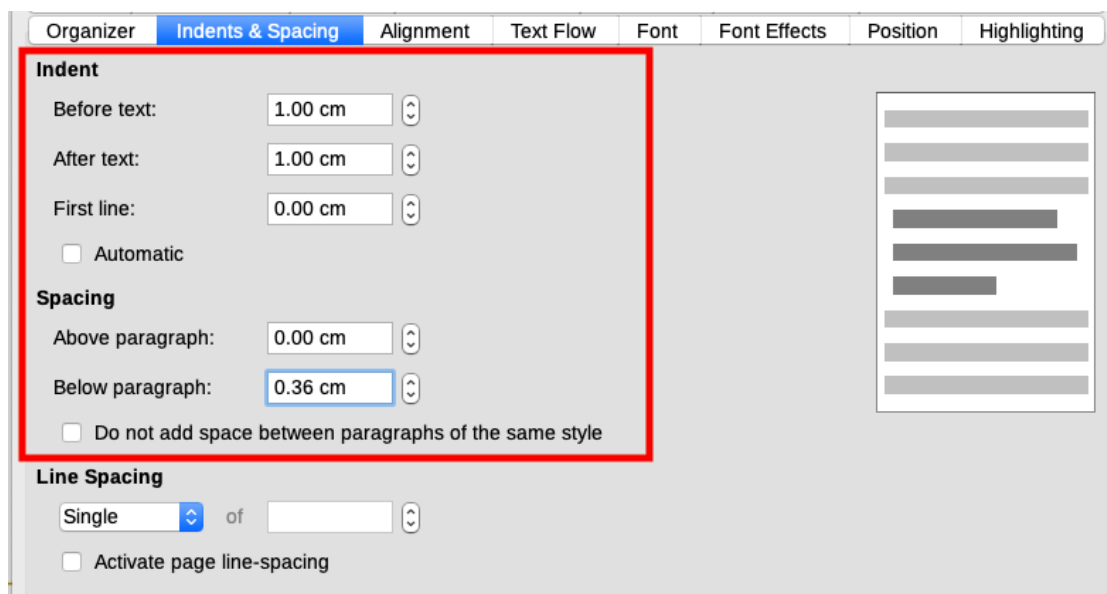 Organizer Indents & Spacing Alignment Text Flow Font Font Effects Position Highlighting
Indent
Before text: 1.00 cm
After text: 1.00 cm
First line: 0.00 cm
Automatic
Spacing
Above paragraph: 0.00 cm
Below paragraph: 0.36 cm
Do not add space between paragraphs of the same style
Line Spacing
Single of
Activate page line-spacing